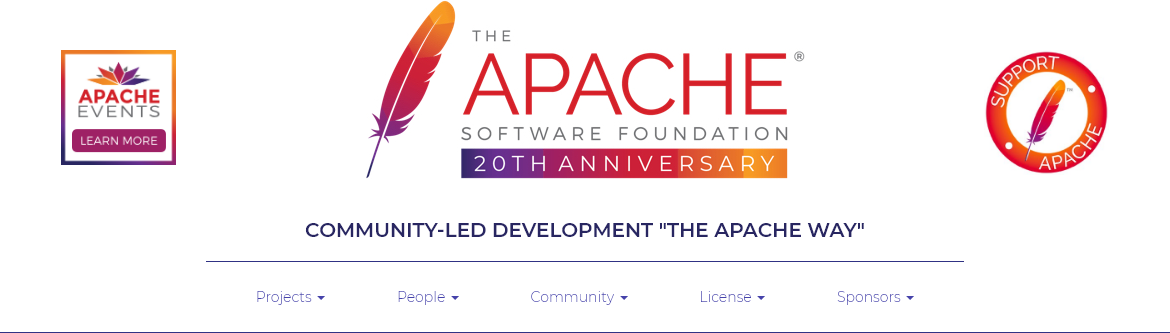 THE
APACHE®
SOFTWARE FOUNDATION
20TH ANNIVERSARY
APACHE
EVENTS
LEARN MORE
SUPPORT
APACHE
TM
COMMUNITY-LED DEVELOPMENT "THE APACHE WAY"
Projects People Community License Sponsors